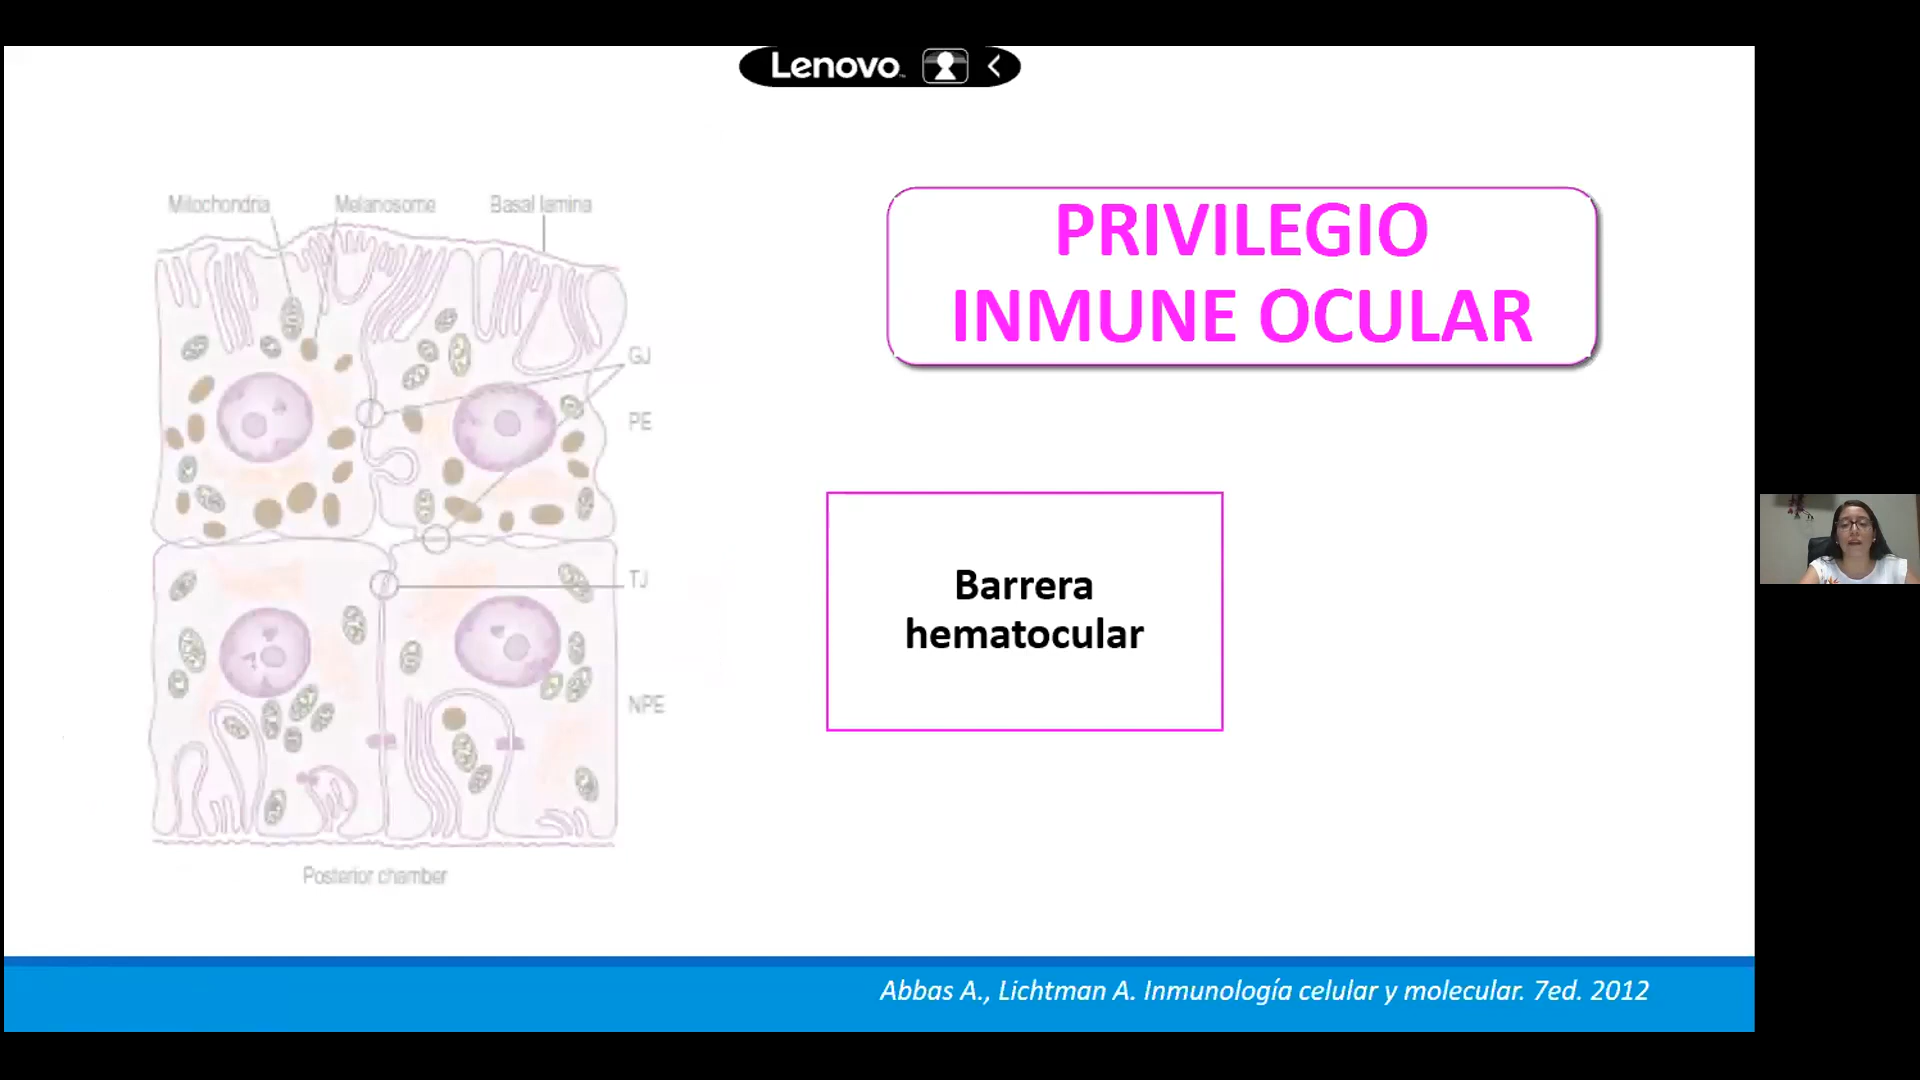 Lenovo
Mitochondria
Melanosome
Basal lamina
GJ
PE
TJ
NPE
Posterior chamber
PRIVILEGIO
INMUNE OCULAR
Barrera
hematocular
Abbas A., Lichtman A. Inmunología celular y molecular. 7ed. 2012